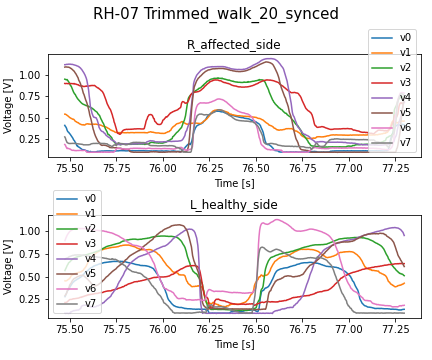 RH-07 Trimmed_walk_20_synced
R_affected_side
Voltage [V]
1.00
0.75
0.50
0.25
v0
v1
v2
v3
v4
v5
v6
v7
75.50 75.75 76.00 76.25 76.50 76.75 77.00 77.25
Time [s]
L_healthy_side
Voltage [V]
1.00
0.75
0.50
0.25
v0
v1
v2
v3
v4
v5
v6
v7
75.50 75.75 76.00 76.25 76.50 76.75 77.00 77.25
Time [s]